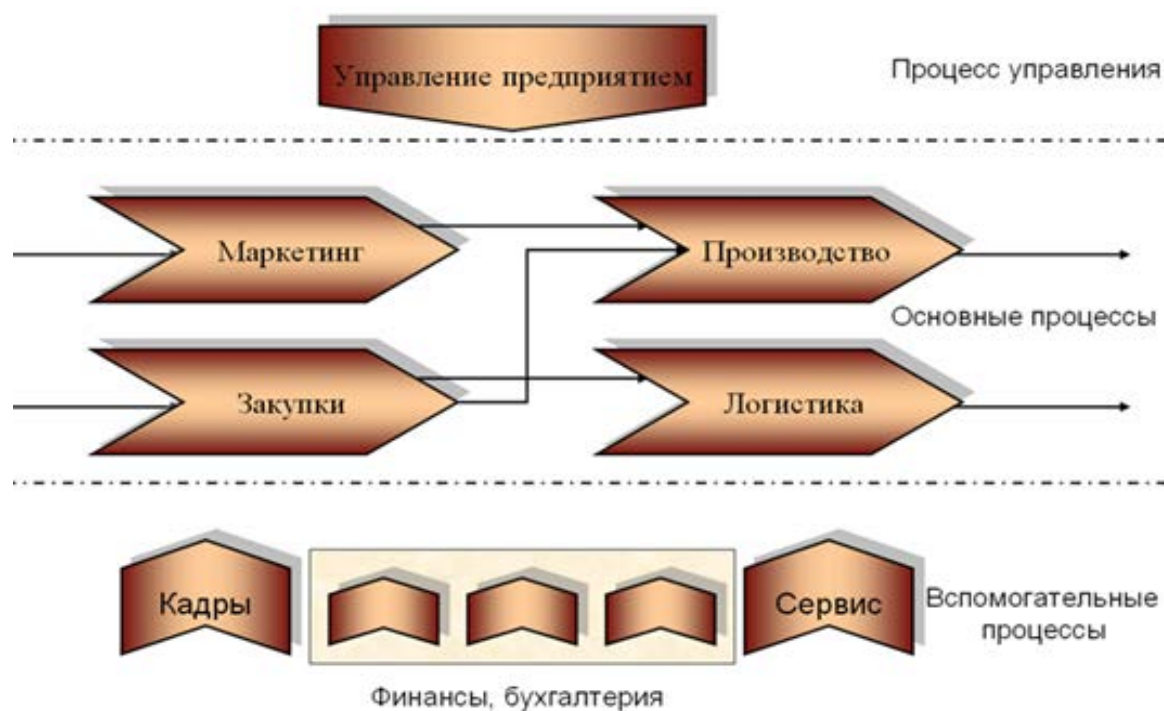 Управление предприятием
Процесс управления
Маркетинг
Производство
Основные процессы
Закупки
Логистика
Кадры
Сервис
Вспомогательные
процессы
Финансы, бухгалтерия